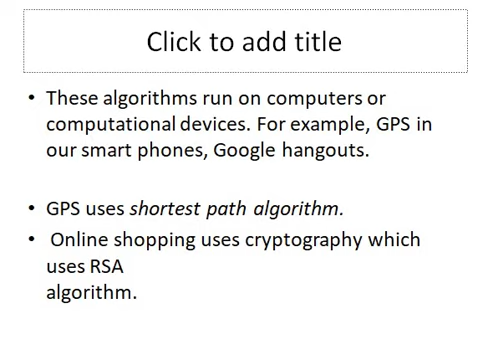 Click to add title
• These algorithms run on computers or
computational devices. For example, GPS in
our smart phones, Google hangouts.
• GPS uses shortest path algorithm.
• Online shopping uses cryptography which
uses RSA
algorithm.